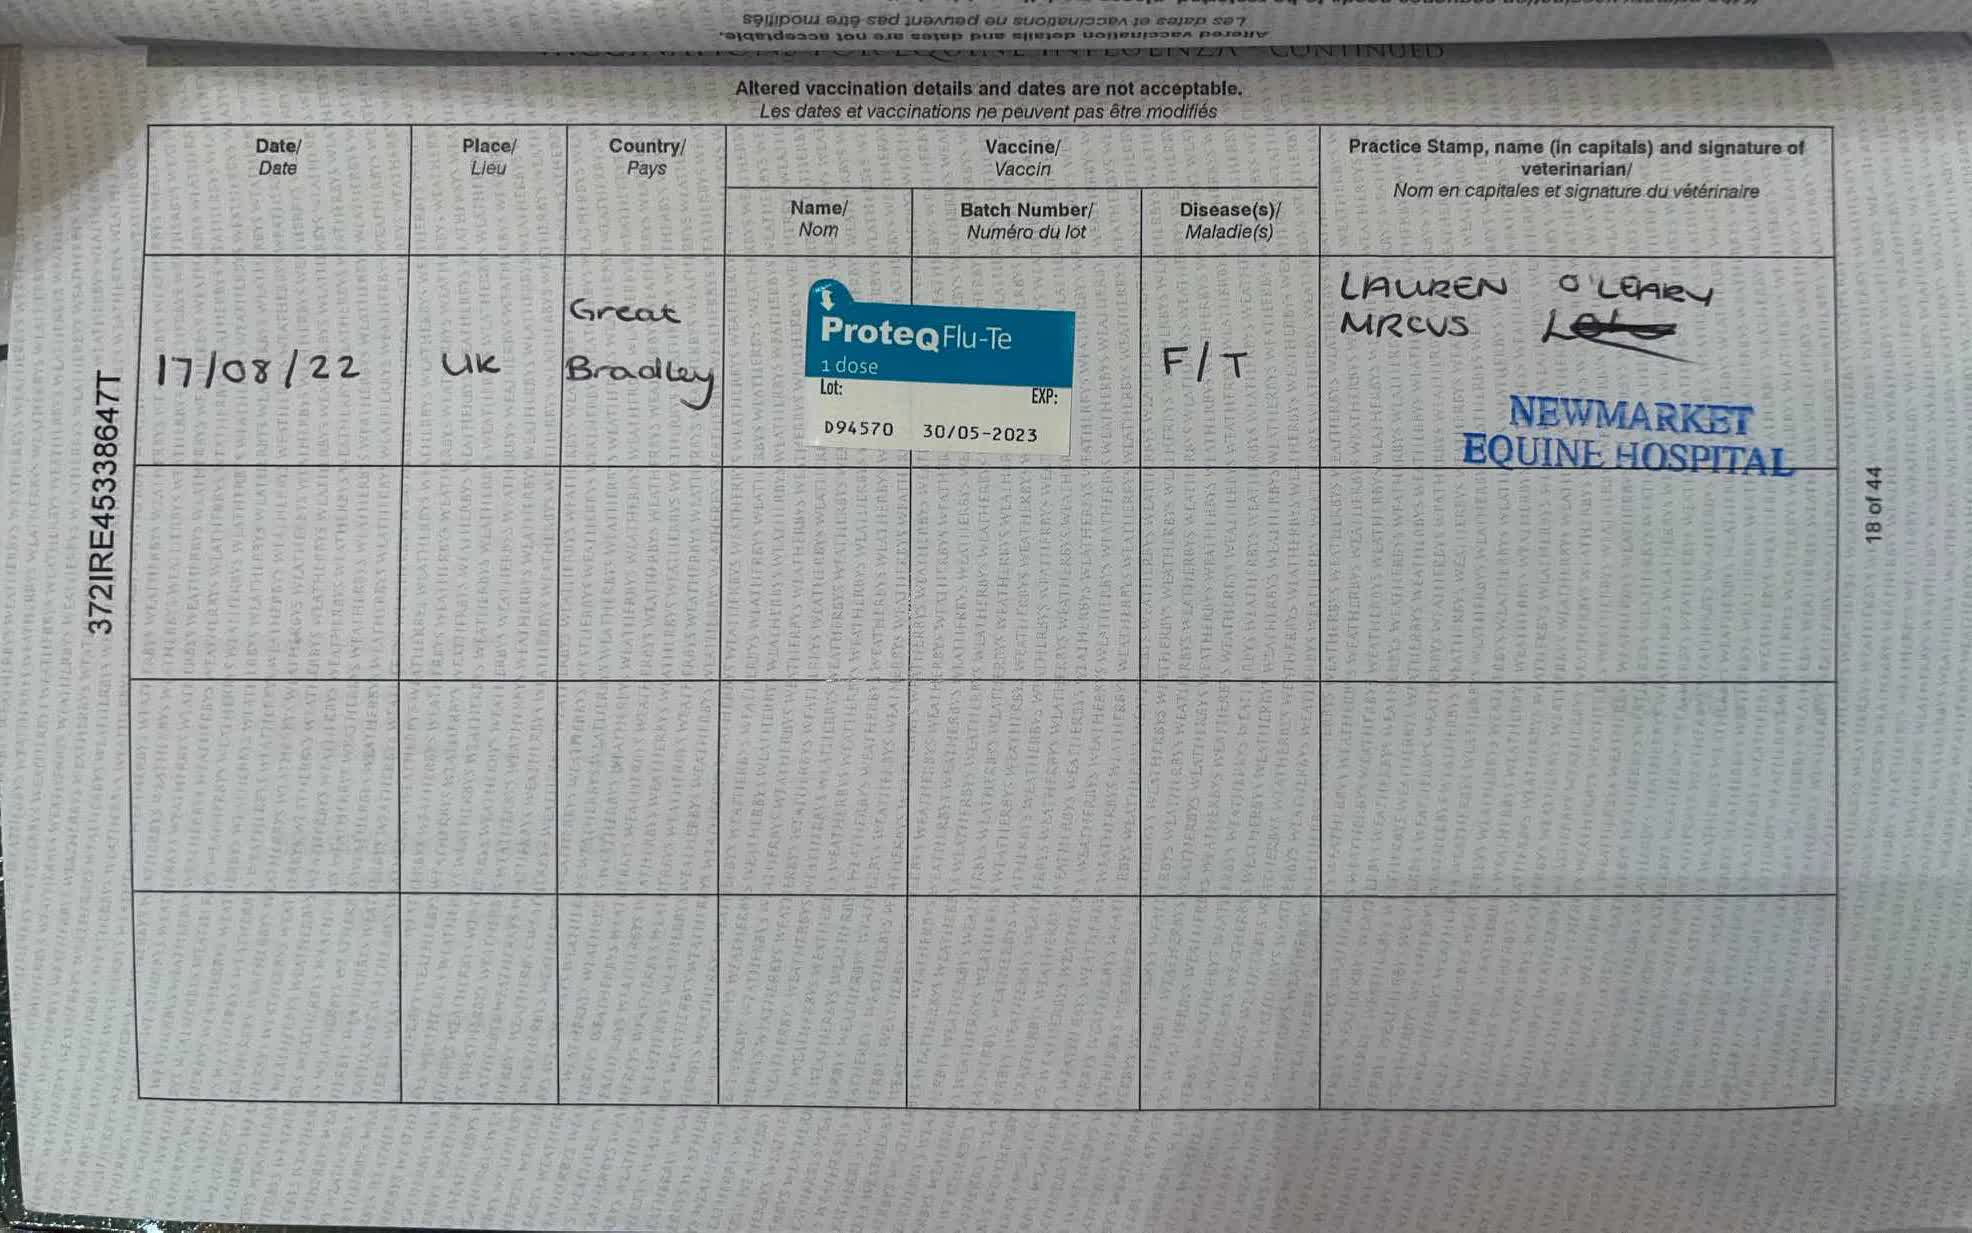 Les dates et vaccinations ne peuvent pas être modifiés
Altered vaccination details and dates are not acceptable.
CONTINUED
Altered vaccination details and dates are not acceptable.
Les dates et vaccinations ne peuvent pas être modifiés
Date/
Date
Place/
Lieu
Country/
Pays
Vaccine/
Vaccin
Practice Stamp, name (in capitals) and signature of
veterinarian/
Nom en capitales et signature du vétérinaire
Name/
Nom
Batch Number/
Numéro du lot
Disease(s)/
Maladie(s)
17/08/22
UK
Great
Bradley
ProteqFlu-Te
1 dose
Lot:
EXP:
D94570 30/05-2023
F/T
LAUREN O'LEARY
MRCVS
NEWMARKET
EQUINE HOSPITAL
372IRE45338647T
18 of 44